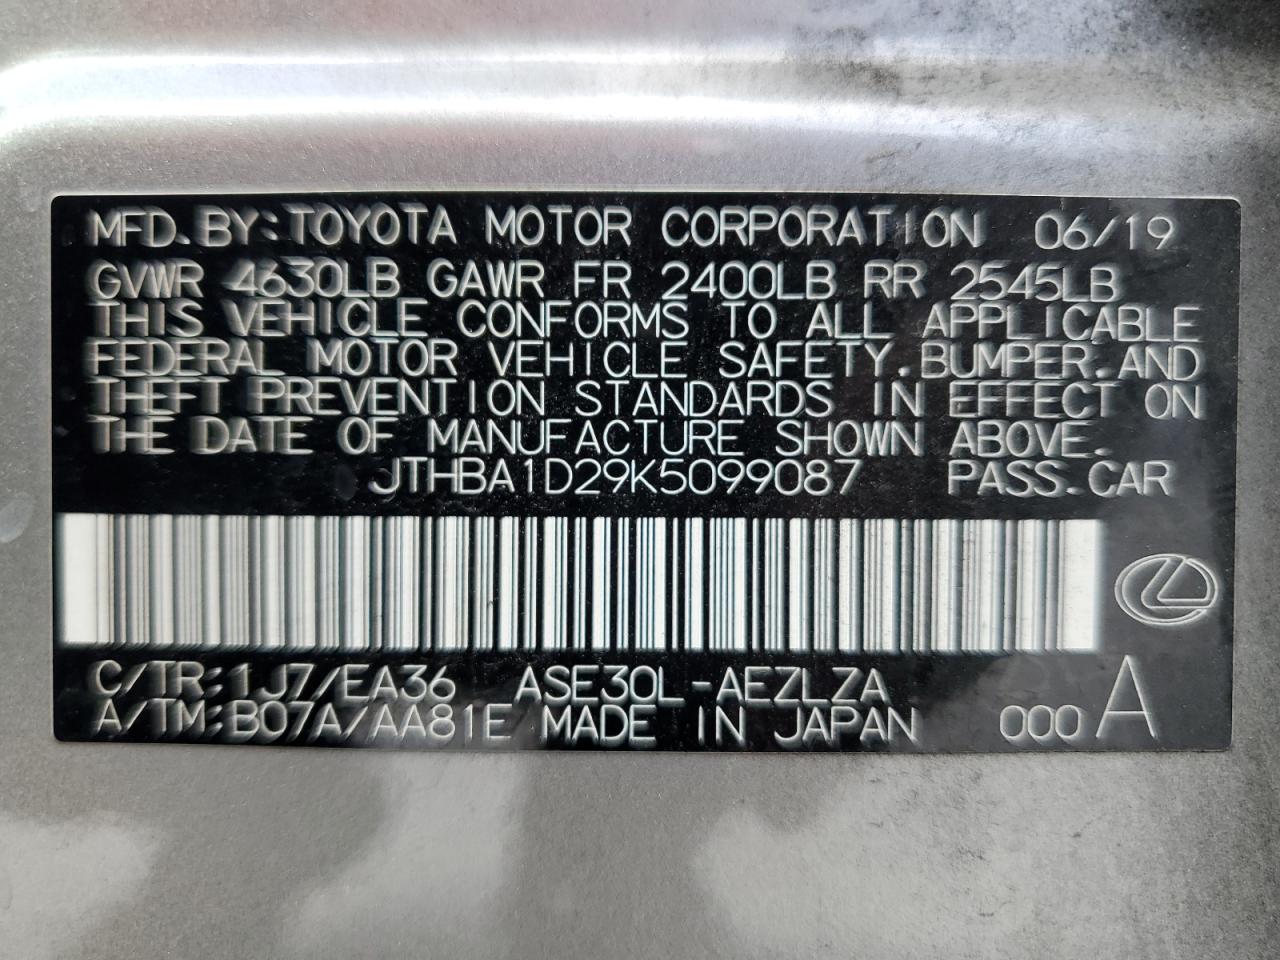 MFD.BY:TOYOTA MOTOR CORPORATION 06/19
GVWR 4630LB GAWR FR 2400LB RR 2545LB
THIS VEHICLE CONFORMS TO ALL APPLICABLE
FEDERAL MOTOR VEHICLE SAFETY,BUMPER,AND
THEFT PREVENTION STANDARDS IN EFFECT ON
THE DATE OF MANUFACTURE SHOWN ABOVE.
JTHBA1D29K5099087 PASS.CAR
C/TR:1J7/EA36 ASE30L-AEZLZA
A/TM:B07A/AA81E MADE IN JAPAN 000 A